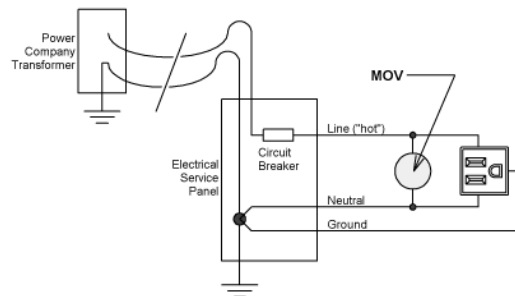 Power
Company
Transformer
MOV
Line ("hot")
Circuit
Breaker
Electrical
Service
Panel
Neutral
Ground